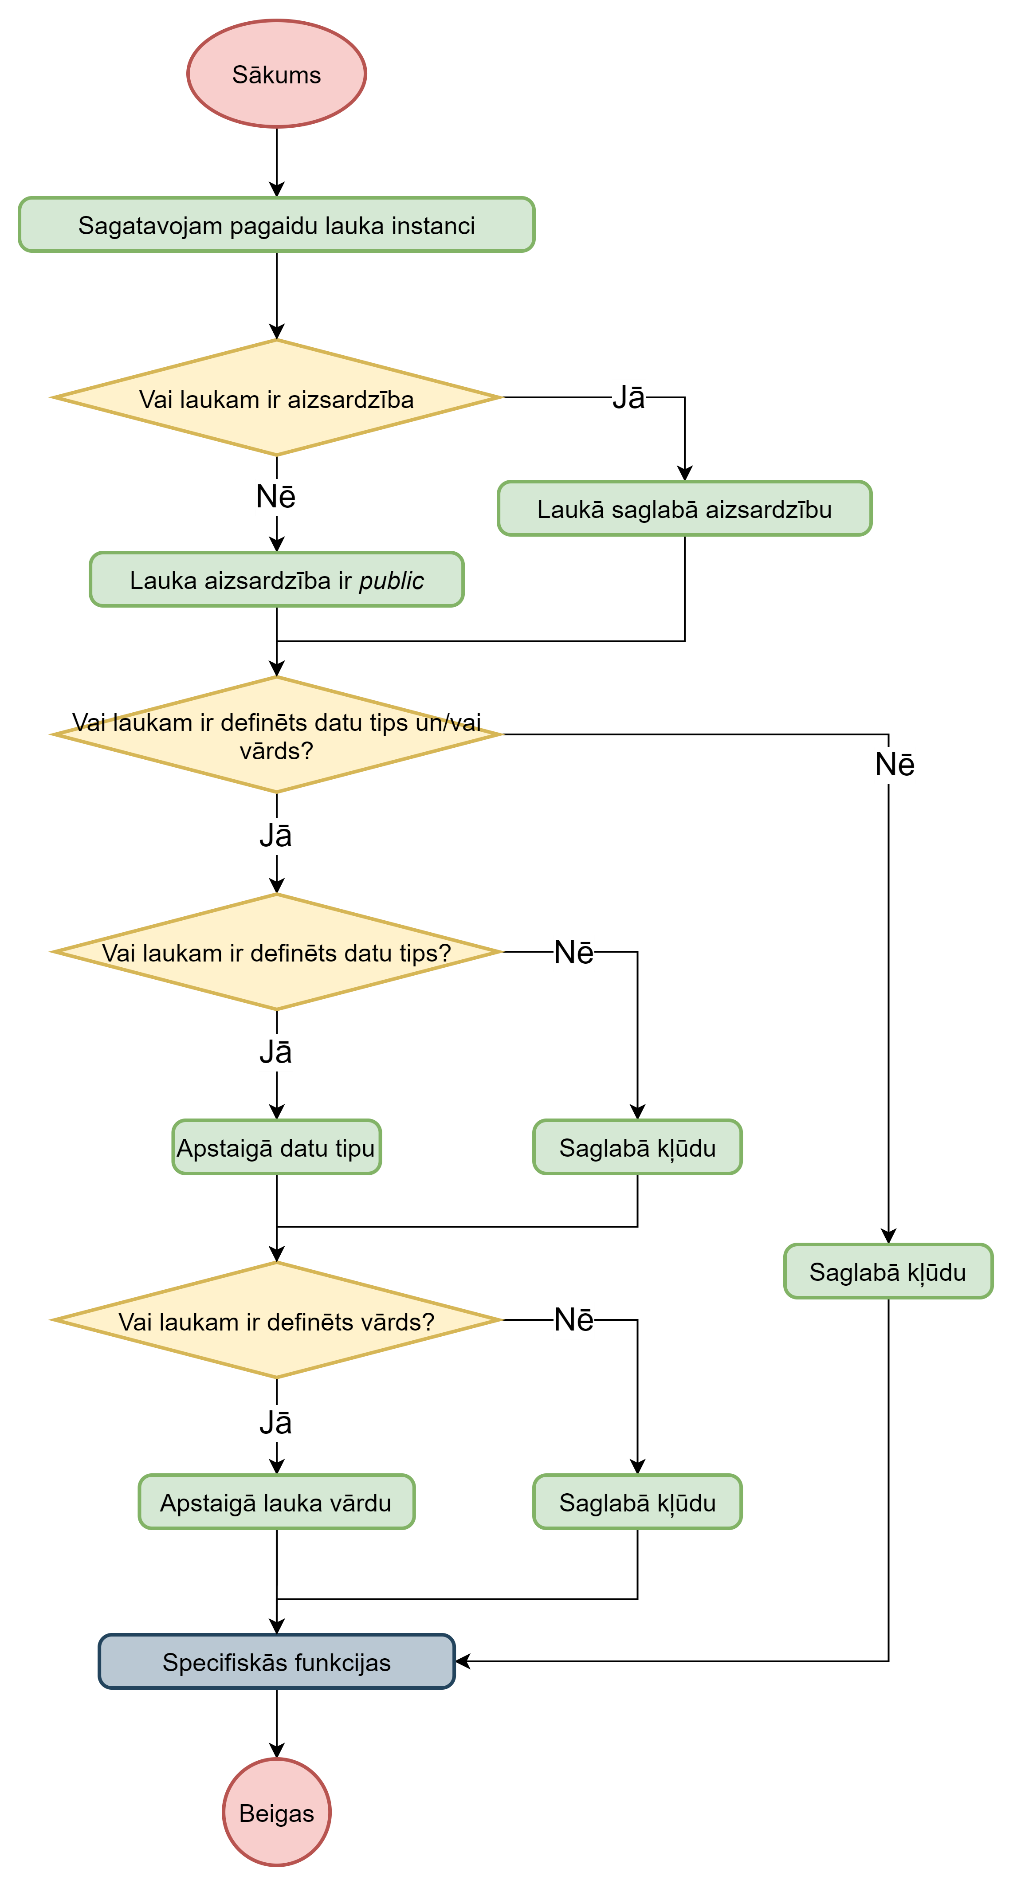 Sākums
Sagatavojam pagaidu lauka instanci
Vai laukam ir aizsardzība
Jā
Nē
Laukā saglabā aizsardzību
Lauka aizsardzība ir public
Vai laukam ir definēts datu tips un/vai
vārds?
Nē
Jā
Vai laukam ir definēts datu tips?
Nē
Jā
Apstaigā datu tipu
Saglabā kļūdu
Saglabā kļūdu
Vai laukam ir definēts vārds?
Nē
Jā
Apstaigā lauka vārdu
Saglabā kļūdu
Specifiskās funkcijas
Beigas